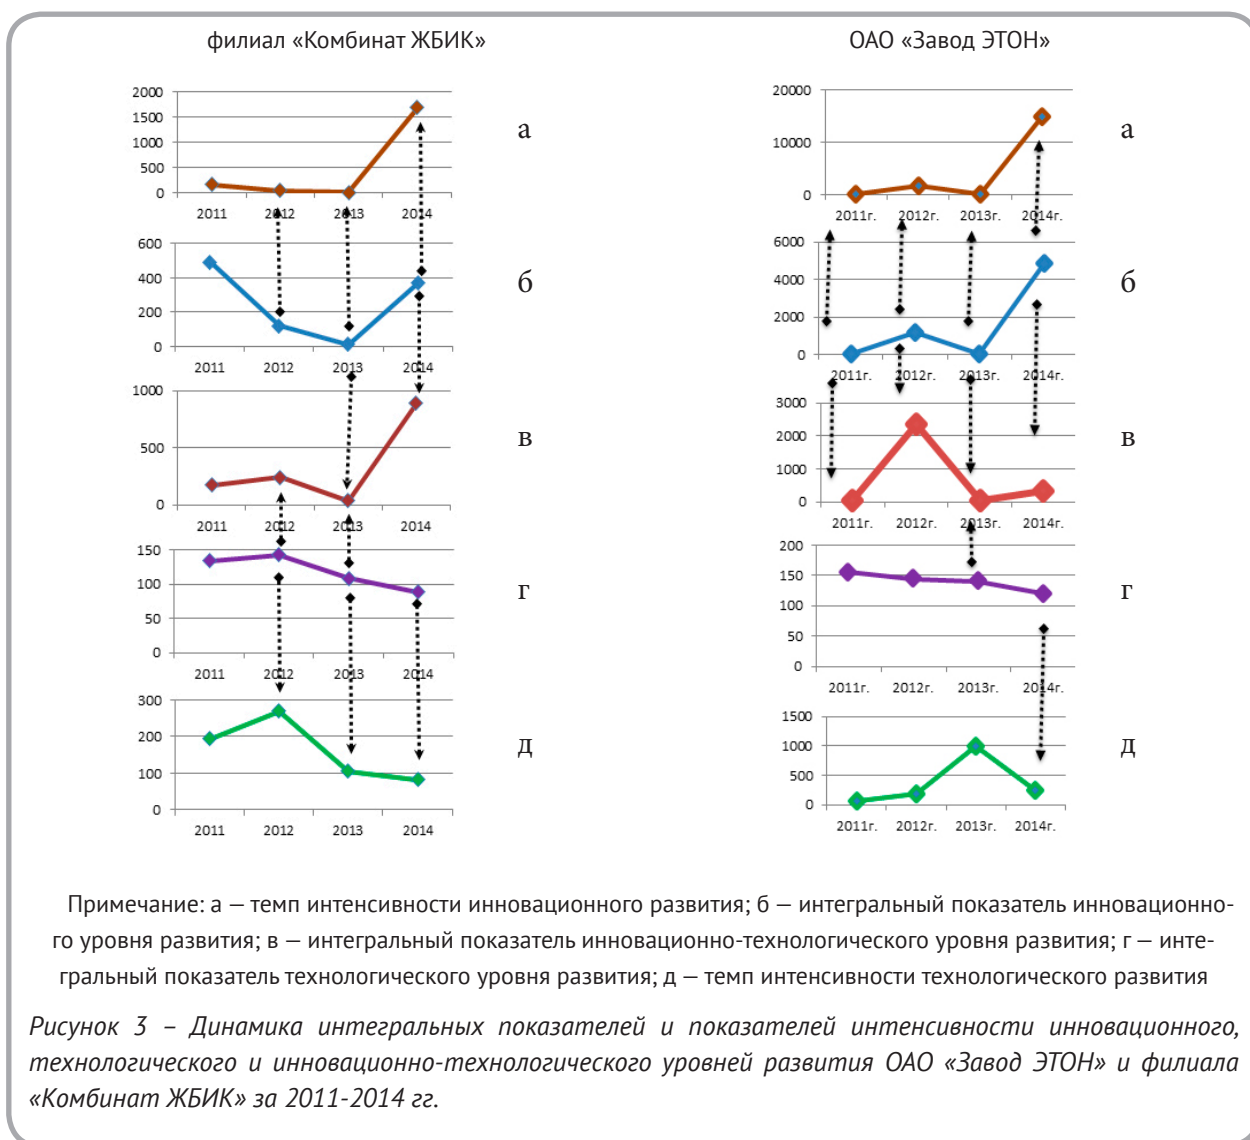 филиал «Комбинат ЖБИК»
ОАО «Завод ЭТОН»
2000
1500
1000
500
0
2011 2012 2013 2014
а
20000
10000
0
2011г. 2012г. 2013г. 2014г.
а
600
400
200
0
2011 2012 2013 2014
б
6000
4000
2000
0
2011г. 2012г. 2013г. 2014г.
б
1000
500
0
2011 2012 2013 2014
в
3000
2000
1000
0
2011г. 2012г. 2013г. 2014г.
в
150
100
50
0
2011 2012 2013 2014
г
200
150
100
50
0
2011г. 2012г. 2013г. 2014г.
г
300
200
100
0
2011 2012 2013 2014
д
1500
1000
500
0
2011г. 2012г. 2013г. 2014г.
д
Примечание: а — темп интенсивности инновационного развития; б — интегральный показатель инновационно-
го уровня развития; в — интегральный показатель инновационно-технологического уровня развития; г — инте-
гральный показатель технологического уровня развития; д — темп интенсивности технологического развития
Рисунок 3 – Динамика интегральных показателей и показателей интенсивности инновационного,
технологического и инновационно-технологического уровней развития ОАО «Завод ЭТОН» и филиала
«Комбинат ЖБИК» за 2011-2014 гг.